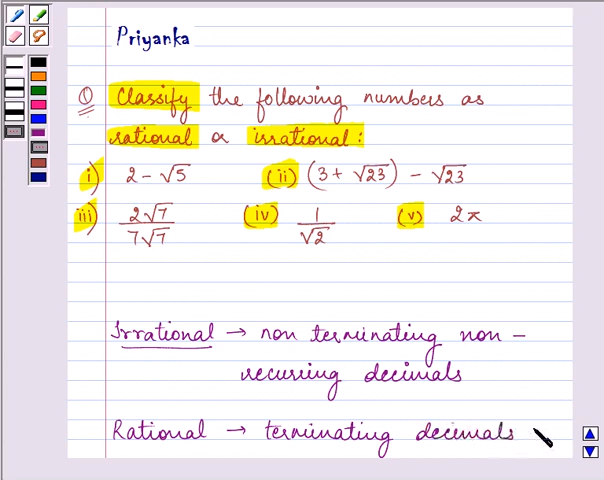 Priyanka
Q Classify the following numbers as
rational or irrational:
i) 2 - √5 (ii) (3 + √23) - √23
iii) 2√7/7√7 (iv) 1/√2 (v) 2π
Irrational → non terminating non -
recurring decimals
Rational → terminating decimals